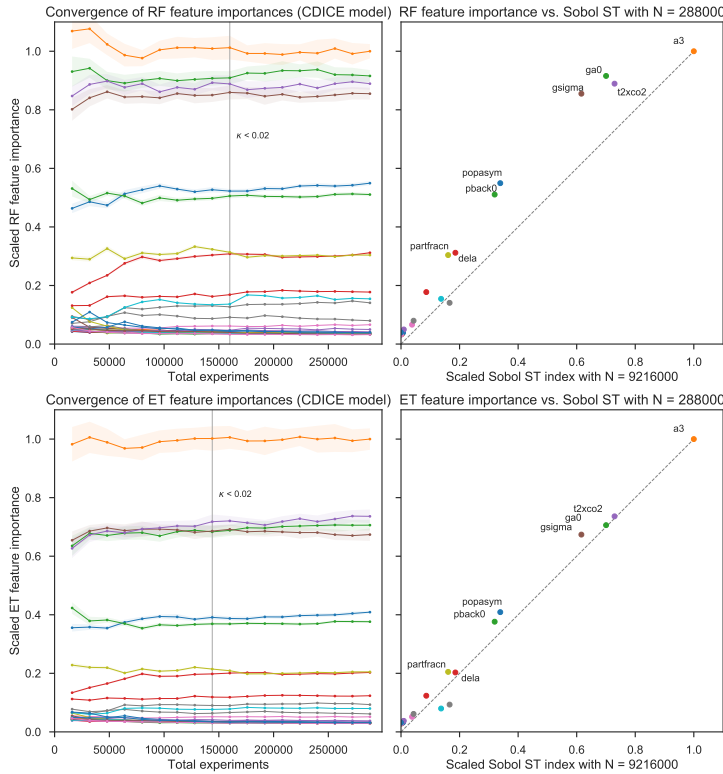 Convergence of RF feature importances (CDICE model)
RF feature importance vs. Sobol ST with N = 288000
Scaled RF feature importance
1.0
0.8
0.6
0.4
0.2
0.0
κ < 0.02
0
50000
100000
150000
200000
250000
Total experiments
a3
ga0
t2xco2
gsigma
popasym
pback0
partfracn
dela
0.0
0.2
0.4
0.6
0.8
1.0
Scaled Sobol ST index with N = 9216000
Convergence of ET feature importances (CDICE model)
ET feature importance vs. Sobol ST with N = 288000
Scaled ET feature importance
1.0
0.8
0.6
0.4
0.2
0.0
κ < 0.02
0
50000
100000
150000
200000
250000
Total experiments
a3
t2xco2
ga0
gsigma
popasym
pback0
partfracn
dela
0.0
0.2
0.4
0.6
0.8
1.0
Scaled Sobol ST index with N = 9216000